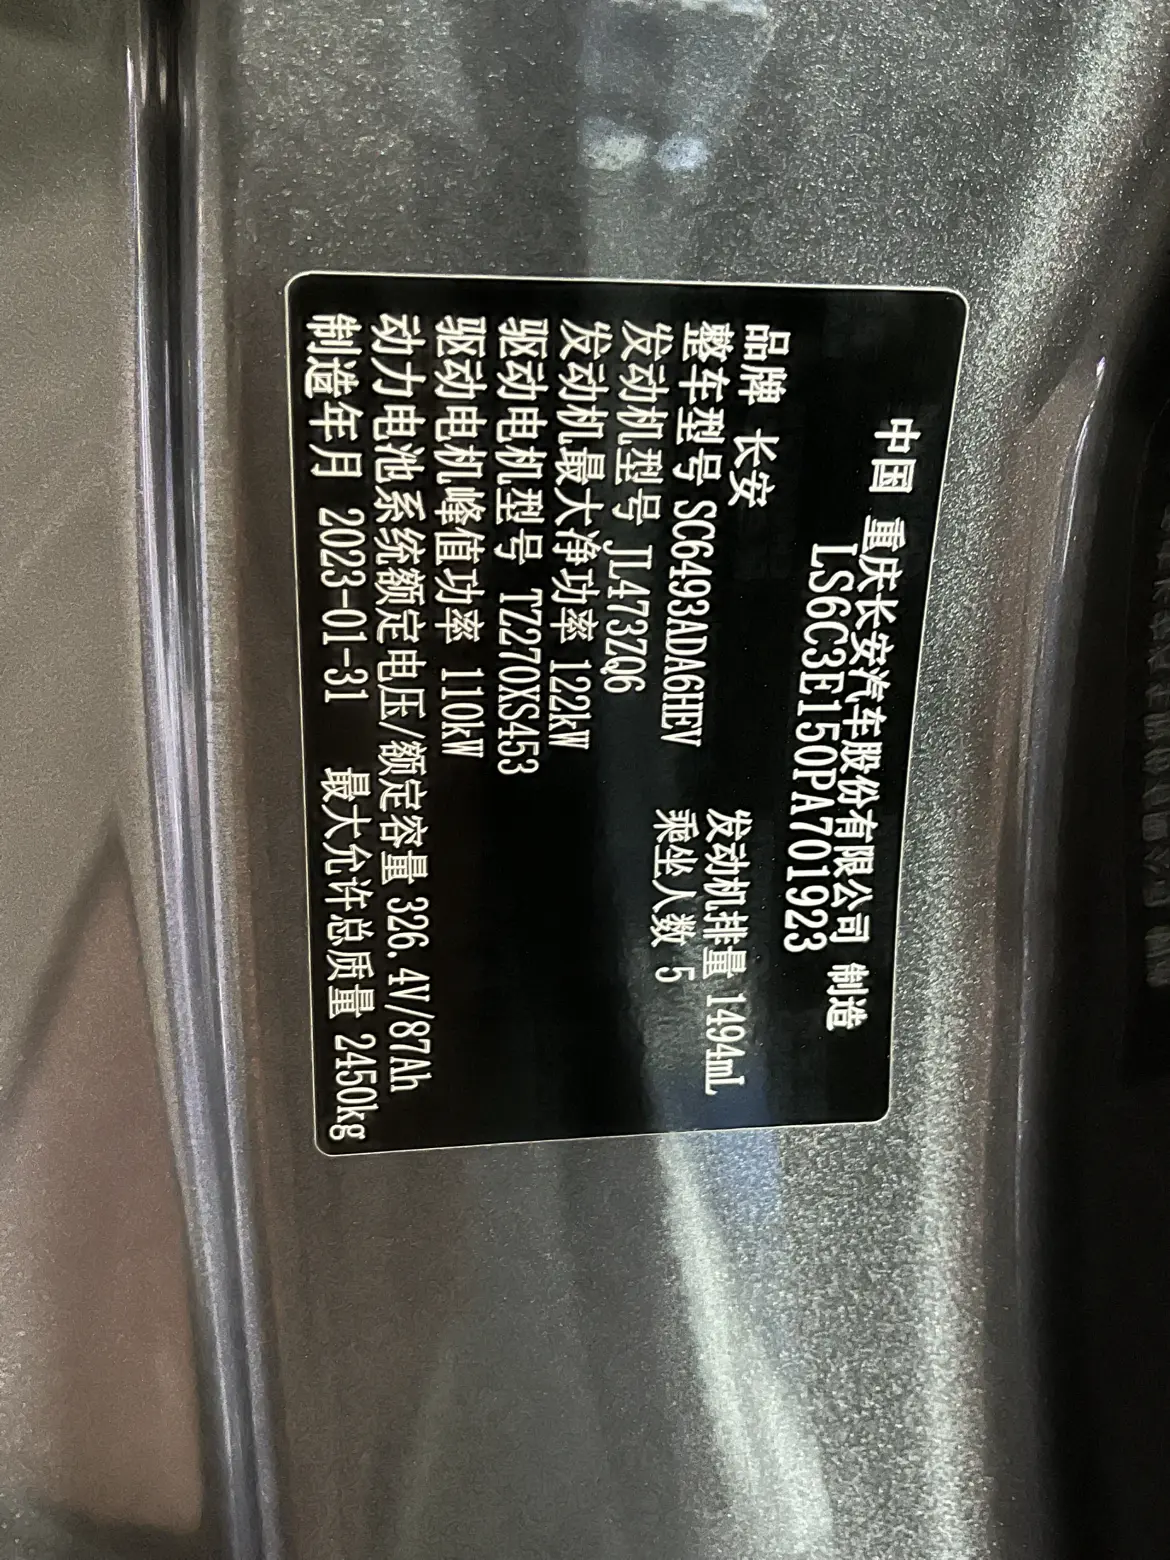 中国 重庆长安汽车股份有限公司 制造
LS6C3E150PA701923
品牌 长安
发动机排量 1494mL
整车型号 SC6493ADA6HEV
乘坐人数 5
发动机型号 JL473ZQ6
发动机最大净功率 122kW
驱动电机型号 TZ270XS453
驱动电机峰值功率 110kW
动力电池系统额定电压/额定容量 326.4V/87Ah
制造年月 2023-01-31 最大允许总质量 2450kg